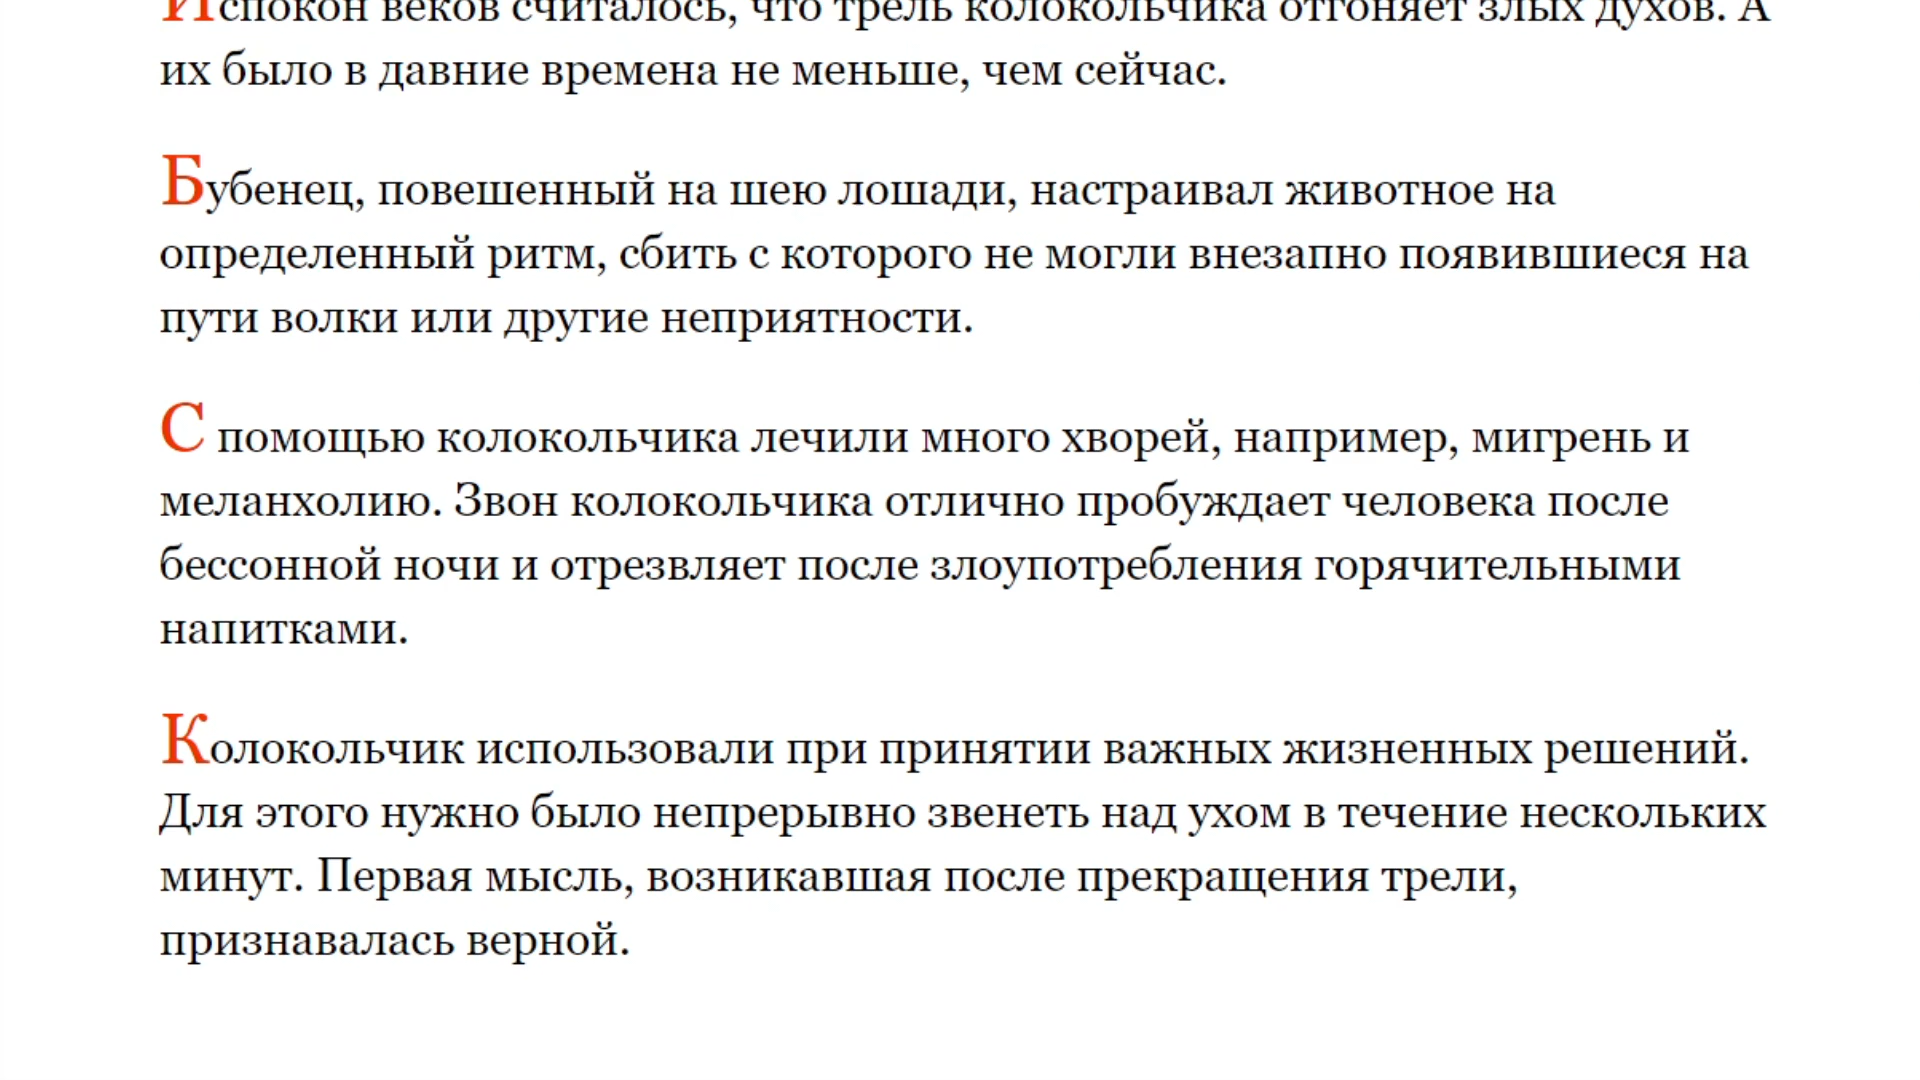 Испокон веков считалось, что трель колокольчика отгоняет злых духов. А
их было в давние времена не меньше, чем сейчас.
Бубенец, повешенный на шею лошади, настраивал животное на
определенный ритм, сбить с которого не могли внезапно появившиеся на
пути волки или другие неприятности.
С помощью колокольчика лечили много хворей, например, мигрень и
меланхолию. Звон колокольчика отлично пробуждает человека после
бессонной ночи и отрезвляет после злоупотребления горячительными
напитками.
Колокольчик использовали при принятии важных жизненных решений.
Для этого нужно было непрерывно звенеть над ухом в течение нескольких
минут. Первая мысль, возникавшая после прекращения трели,
признавалась верной.